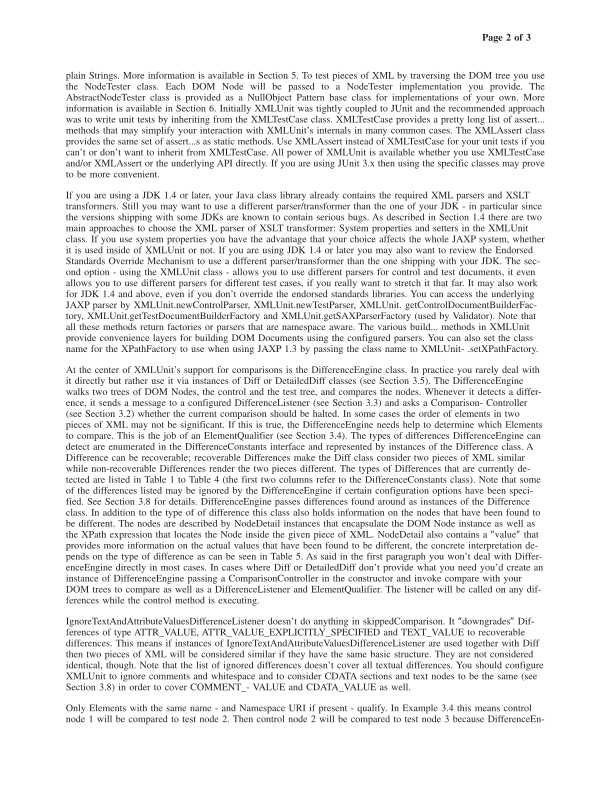 Page 2 of 3
plain Strings. More information is available in Section 5. To test pieces of XML by traversing the DOM tree you use
the NodeTester class. Each DOM Node will be passed to a NodeTester implementation you provide. The
AbstractNodeTester class is provided as a NullObject Pattern base class for implementations of your own. More
information is available in Section 6. Initially XMLUnit was tightly coupled to JUnit and the recommended approach
was to write unit tests by inheriting from the XMLTestCase class. XMLTestCase provides a pretty long list of assert...
methods that may simplify your interaction with XMLUnit's internals in many common cases. The XMLAssert class
provides the same set of assert...s as static methods. Use XMLAssert instead of XMLTestCase for your unit tests if you
can't or don't want to inherit from XMLTestCase. All power of XMLUnit is available whether you use XMLTestCase
and/or XMLAssert or the underlying API directly. If you are using JUnit 3.x then using the specific classes may prove
to be more convenient.
If you are using a JDK 1.4 or later, your Java class library already contains the required XML parsers and XSLT
transformers. Still you may want to use a different parser/transformer than the one of your JDK - in particular since
the versions shipping with some JDKs are known to contain serious bugs. As described in Section 1.4 there are two
main approaches to choose the XML parser of XSLT transformer: System properties and setters in the XMLUnit
class. If you use system properties you have the advantage that your choice affects the whole JAXP system, whether
it is used inside of XMLUnit or not. If you are using JDK 1.4 or later you may also want to review the Endorsed
Standards Override Mechanism to use a different parser/transformer than the one shipping with your JDK. The sec-
ond option - using the XMLUnit class - allows you to use different parsers for control and test documents, it even
allows you to use different parsers for different test cases, if you really want to stretch it that far. It may also work
for JDK 1.4 and above, even if you don't override the endorsed standards libraries. You can access the underlying
JAXP parser by XMLUnit.newControlParser, XMLUnit.newTestParser, XMLUnit. getControlDocumentBuilderFac-
tory, XMLUnit.getTestDocumentBuilderFactory and XMLUnit.getSAXParserFactory (used by Validator). Note that
all these methods return factories or parsers that are namespace aware. The various build... methods in XMLUnit
provide convenience layers for building DOM Documents using the configured parsers. You can also set the class
name for the XPathFactory to use when using JAXP 1.3 by passing the class name to XMLUnit- .setXPathFactory.
At the center of XMLUnit's support for comparisons is the DifferenceEngine class. In practice you rarely deal with
it directly but rather use it via instances of Diff or DetailedDiff classes (see Section 3.5). The DifferenceEngine
walks two trees of DOM Nodes, the control and the test tree, and compares the nodes. Whenever it detects a differ-
ence, it sends a message to a configured DifferenceListener (see Section 3.3) and asks a Comparison- Controller
(see Section 3.2) whether the current comparison should be halted. In some cases the order of elements in two
pieces of XML may not be significant. If this is true, the DifferenceEngine needs help to determine which Elements
to compare. This is the job of an ElementQualifier (see Section 3.4). The types of differences DifferenceEngine can
detect are enumerated in the DifferenceConstants interface and represented by instances of the Difference class. A
Difference can be recoverable; recoverable Differences make the Diff class consider two pieces of XML similar
while non-recoverable Differences render the two pieces different. The types of Differences that are currently de-
tected are listed in Table 1 to Table 4 (the first two columns refer to the DifferenceConstants class). Note that some
of the differences listed may be ignored by the DifferenceEngine if certain configuration options have been speci-
fied. See Section 3.8 for details. DifferenceEngine passes differences found around as instances of the Difference
class. In addition to the type of of difference this class also holds information on the nodes that have been found to
be different. The nodes are described by NodeDetail instances that encapsulate the DOM Node instance as well as
the XPath expression that locates the Node inside the given piece of XML. NodeDetail also contains a "value" that
provides more information on the actual values that have been found to be different, the concrete interpretation de-
pends on the type of difference as can be seen in Table 5. As said in the first paragraph you won't deal with Differ-
enceEngine directly in most cases. In cases where Diff or DetailedDiff don't provide what you need you'd create an
instance of DifferenceEngine passing a ComparisonController in the constructor and invoke compare with your
DOM trees to compare as well as a DifferenceListener and ElementQualifier. The listener will be called on any dif-
ferences while the control method is executing.
IgnoreTextAndAttributeValuesDifferenceListener doesn't do anything in skippedComparison. It "downgrades" Dif-
ferences of type ATTR_VALUE, ATTR_VALUE_EXPLICITLY_SPECIFIED and TEXT_VALUE to recoverable
differences. This means if instances of IgnoreTextAndAttributeValuesDifferenceListener are used together with Diff
then two pieces of XML will be considered similar if they have the same basic structure. They are not considered
identical, though. Note that the list of ignored differences doesn't cover all textual differences. You should configure
XMLUnit to ignore comments and whitespace and to consider CDATA sections and text nodes to be the same (see
Section 3.8) in order to cover COMMENT_- VALUE and CDATA_VALUE as well.
Only Elements with the same name - and Namespace URI if present - qualify. In Example 3.4 this means control
node 1 will be compared to test node 2. Then control node 2 will be compared to test node 3 because DifferenceEn-